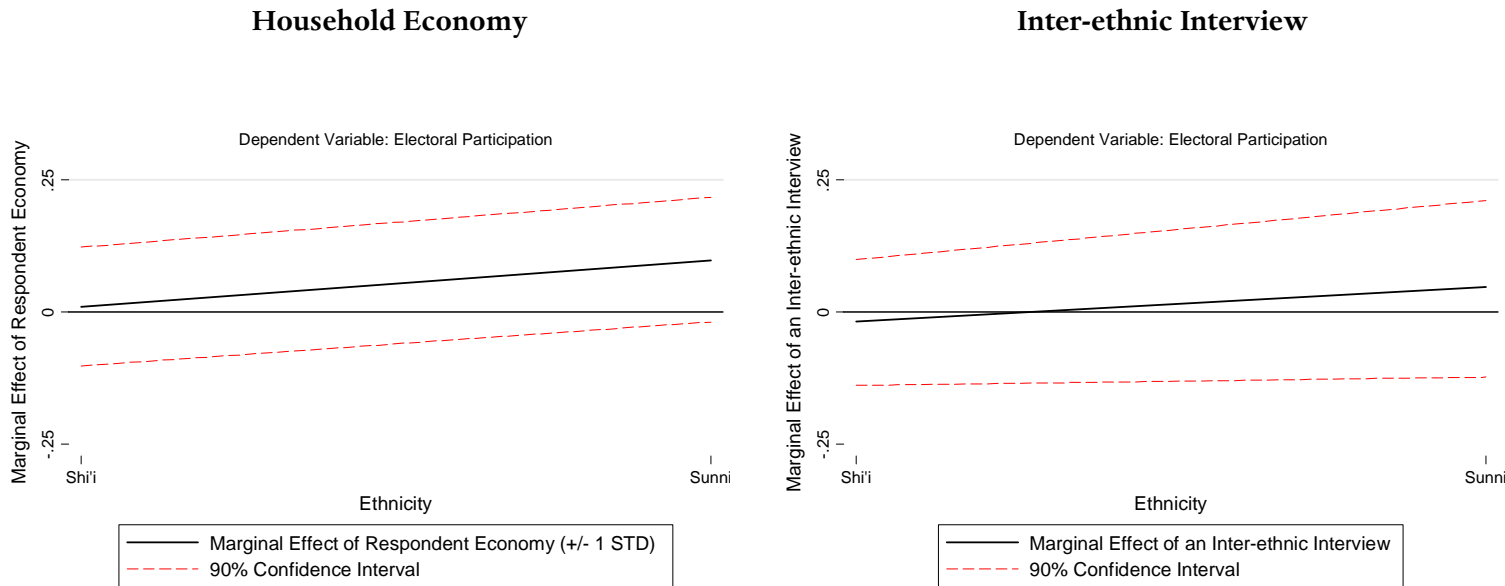 Household Economy
Dependent Variable: Electoral Participation
Marginal Effect of Respondent Economy
.25
0
-.25
Shi'i
Sunni
Ethnicity
Marginal Effect of Respondent Economy (+/- 1 STD)
90% Confidence Interval
Inter-ethnic Interview
Dependent Variable: Electoral Participation
Marginal Effect of an Inter-ethnic Interview
.25
0
-.25
Shi'i
Sunni
Ethnicity
Marginal Effect of an Inter-ethnic Interview
90% Confidence Interval